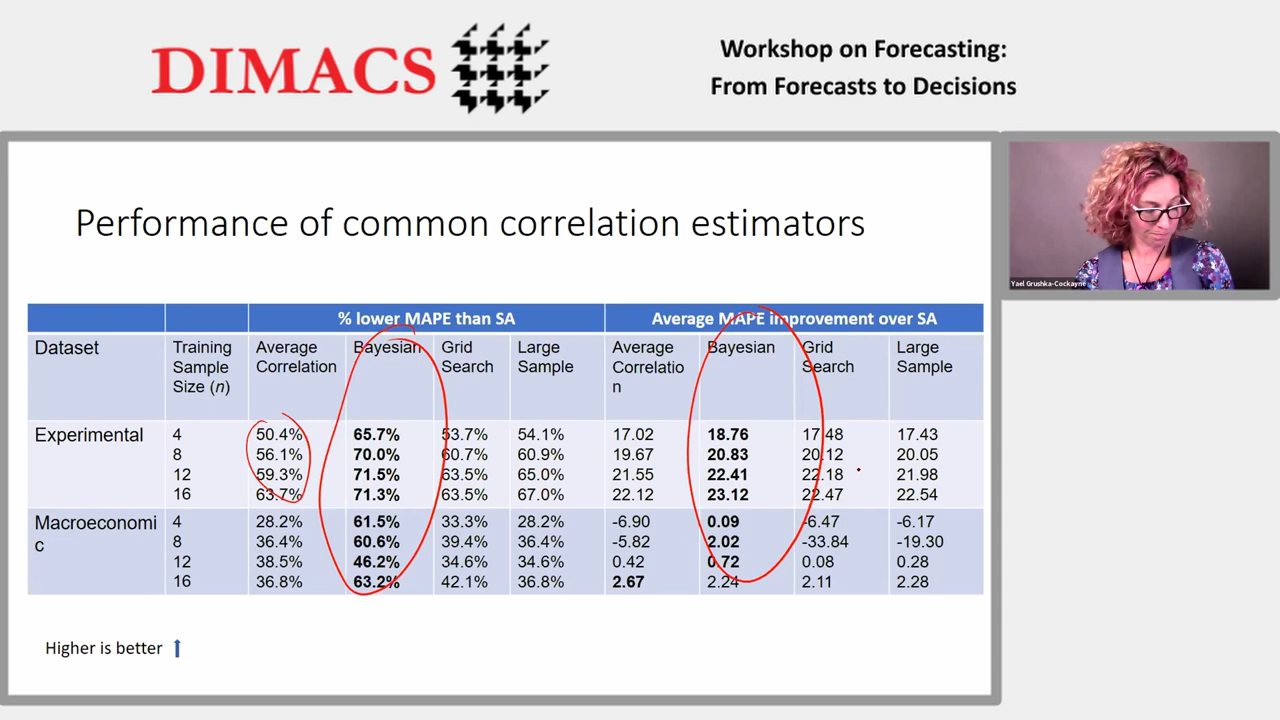 DIMACS
Workshop on Forecasting:
From Forecasts to Decisions
Yael Grushka-Cockayne
Performance of common correlation estimators
% lower MAPE than SA Average MAPE improvement over SA
Dataset Training Sample Size (n) Average Correlation Bayesian Grid Search Large Sample Average Correlatio n Bayesian Grid Search Large Sample
Experimental 4 50.4% 65.7% 53.7% 54.1% 17.02 18.76 17.48 17.43
8 56.1% 70.0% 60.7% 60.9% 19.67 20.83 20.12 20.05
12 59.3% 71.5% 63.5% 65.0% 21.55 22.41 22.18 21.98
16 63.7% 71.3% 63.5% 67.0% 22.12 23.12 22.47 22.54
Macroeconomi c 4 28.2% 61.5% 33.3% 28.2% -6.90 0.09 -6.47 -6.17
8 36.4% 60.6% 39.4% 36.4% -5.82 2.02 -33.84 -19.30
12 38.5% 46.2% 34.6% 34.6% 0.42 0.72 0.08 0.28
16 36.8% 63.2% 42.1% 36.8% 2.67 2.24 2.11 2.28
Higher is better